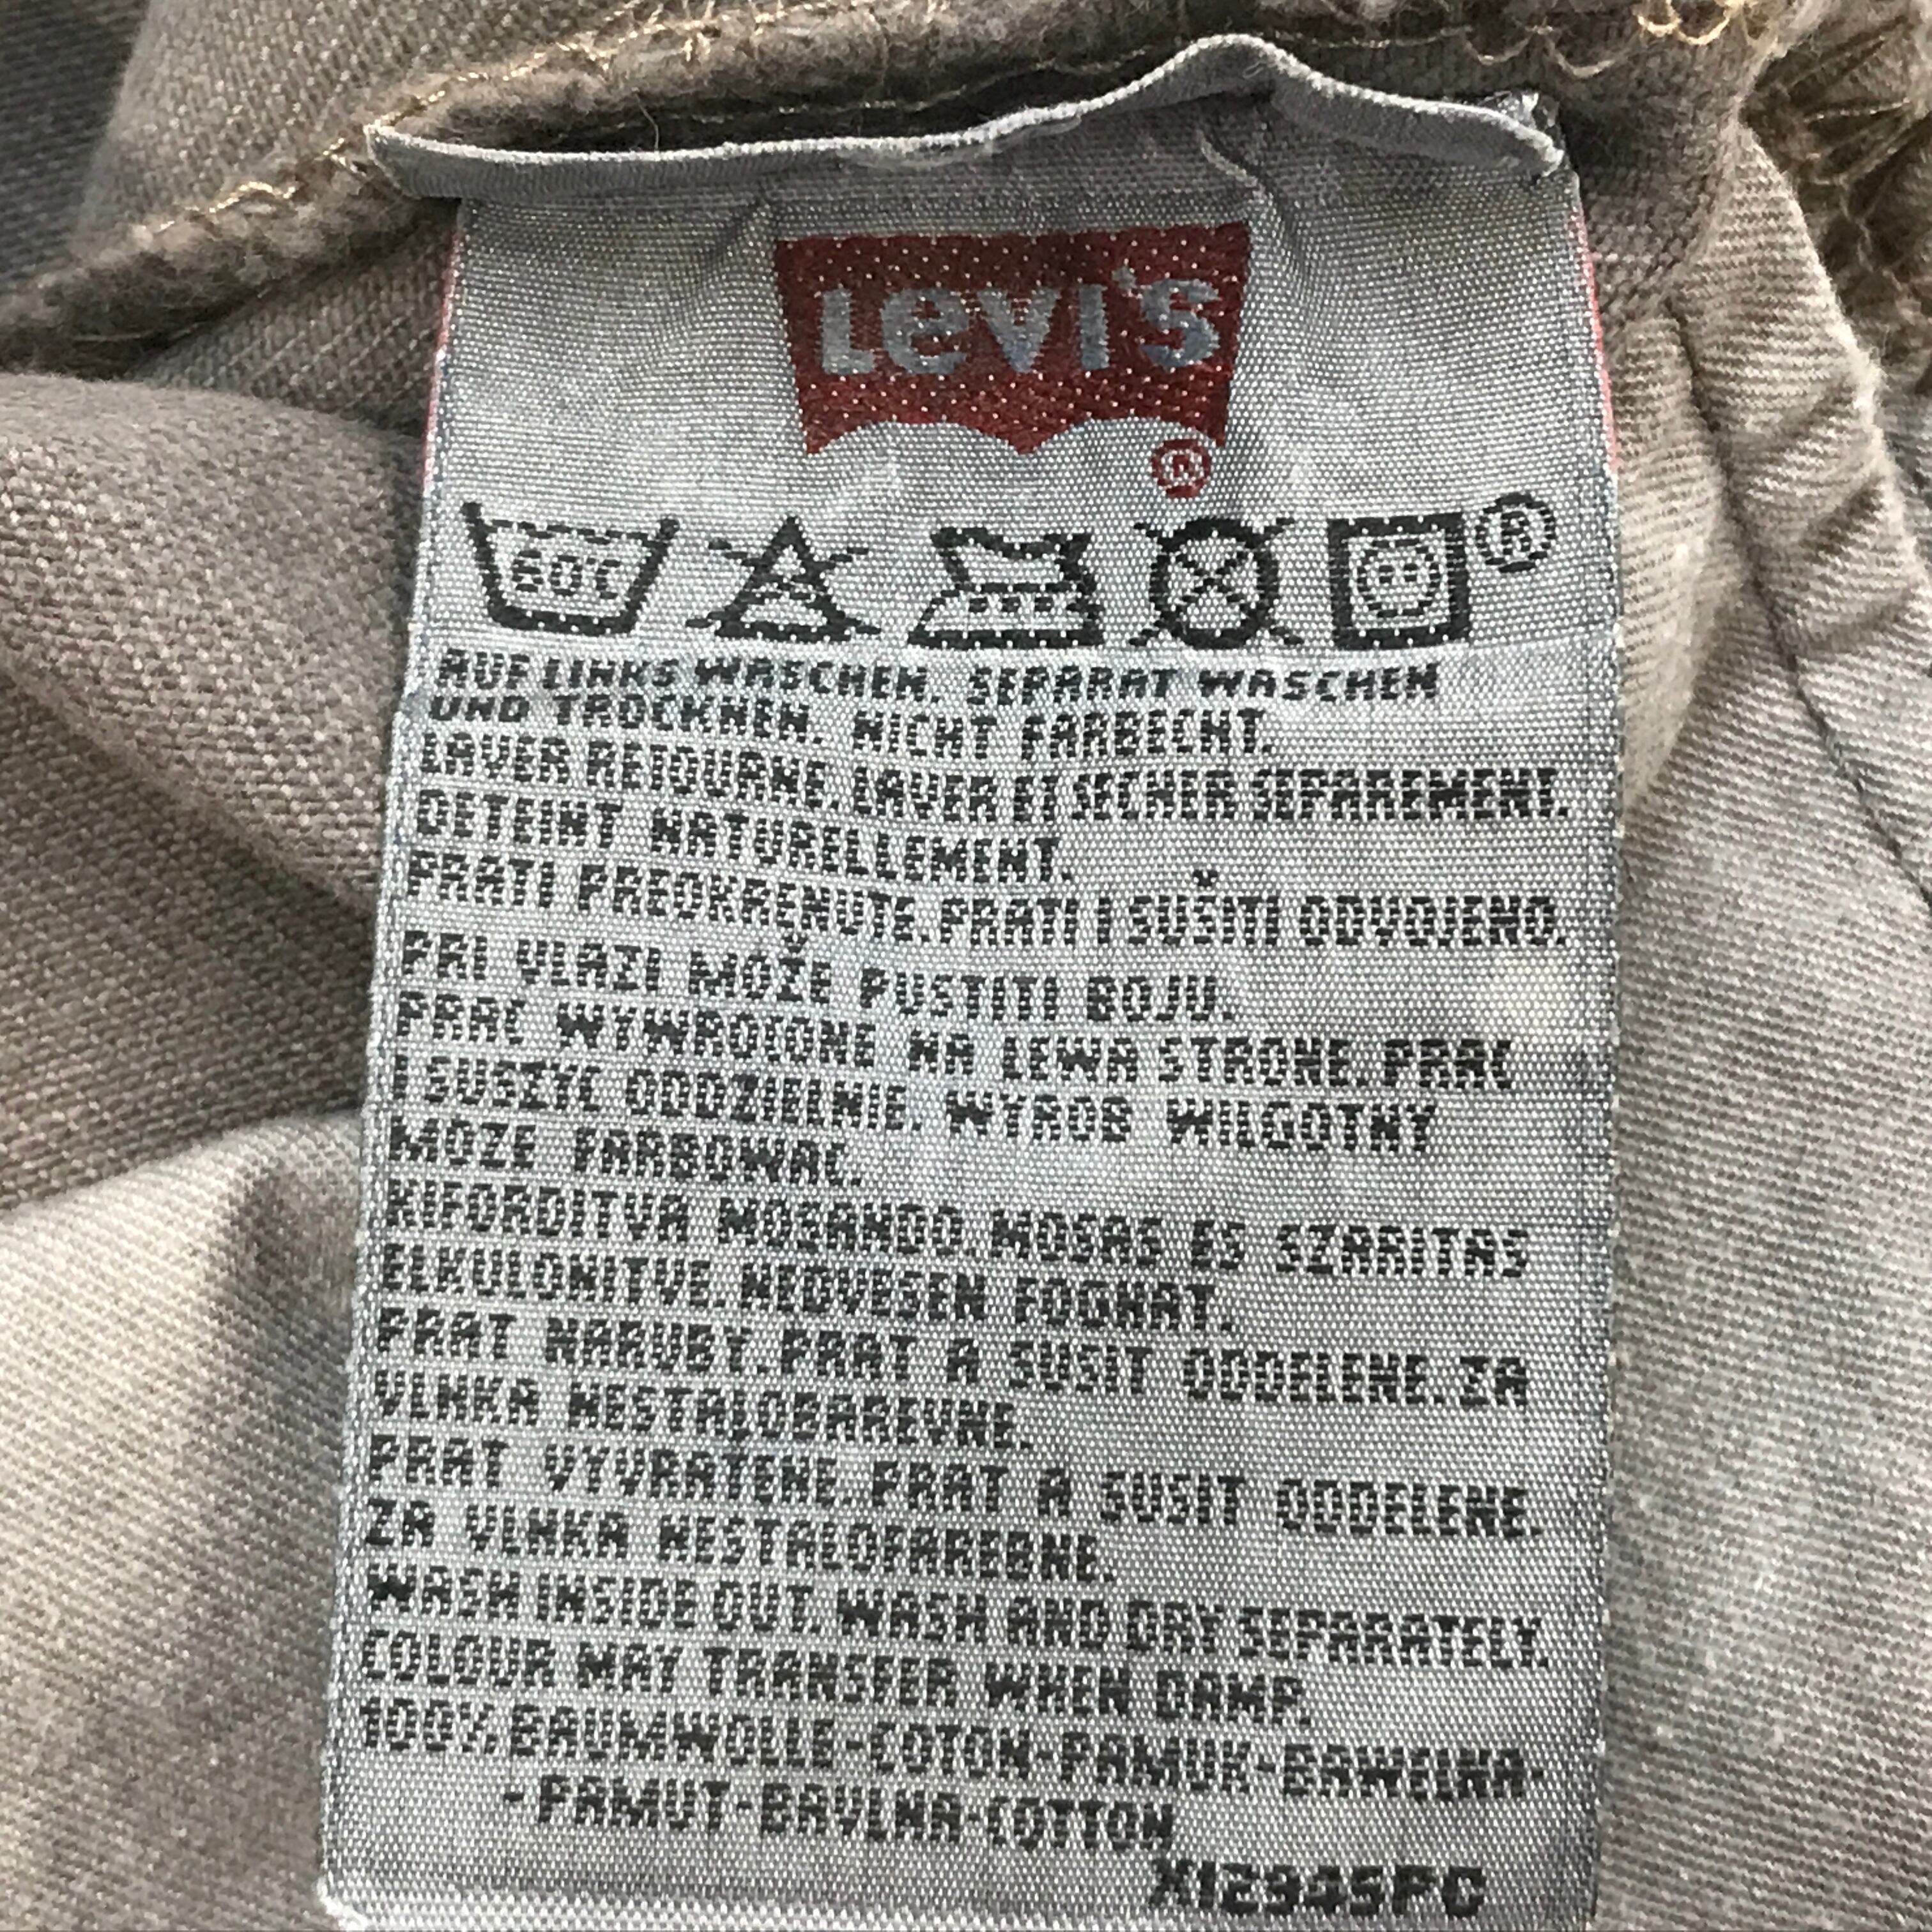 Levi's
®
60°C
®
AUF LINKS WASCHEN. SEPARAT WASCHEN
UND TROCKNEN. NICHT FARBECHT.
LAVER RETOURNE. LAVER ET SECHER SEPAREMENT.
DETEINT NATURELLEMENT.
PRATI PREOKRENUTE. PRATI I SUŠITI ODVOJENO.
PRI VLAZI MOŽE PUSTITI BOJU.
PRAC WYWROCONE NA LEWA STRONE. PRAC
I SUSZYC ODDZIELNIE. WYROB WILGOTNY
MOZE FARBOWAC.
KIFORDITVA MOSANDO. MOSAS ES SZARITAS
ELKULONITVE. NEDVESEN FOGHAT.
PRAT NARUBY. PRAT A SUSIT ODDELENE. ZA
VLHKA NESTALOBAREVNE.
PRAT VYVRATENE. PRAT A SUSIT ODDELENE.
ZA VLHKA NESTALOFAREBNE.
WASH INSIDE OUT. WASH AND DRY SEPARATELY.
COLOUR MAY TRANSFER WHEN DAMP.
100% BAUMWOLLE-COTON-PAMUK-BAWELNA-
-PAMUT-BAVLNA-COTTON
X12945PC